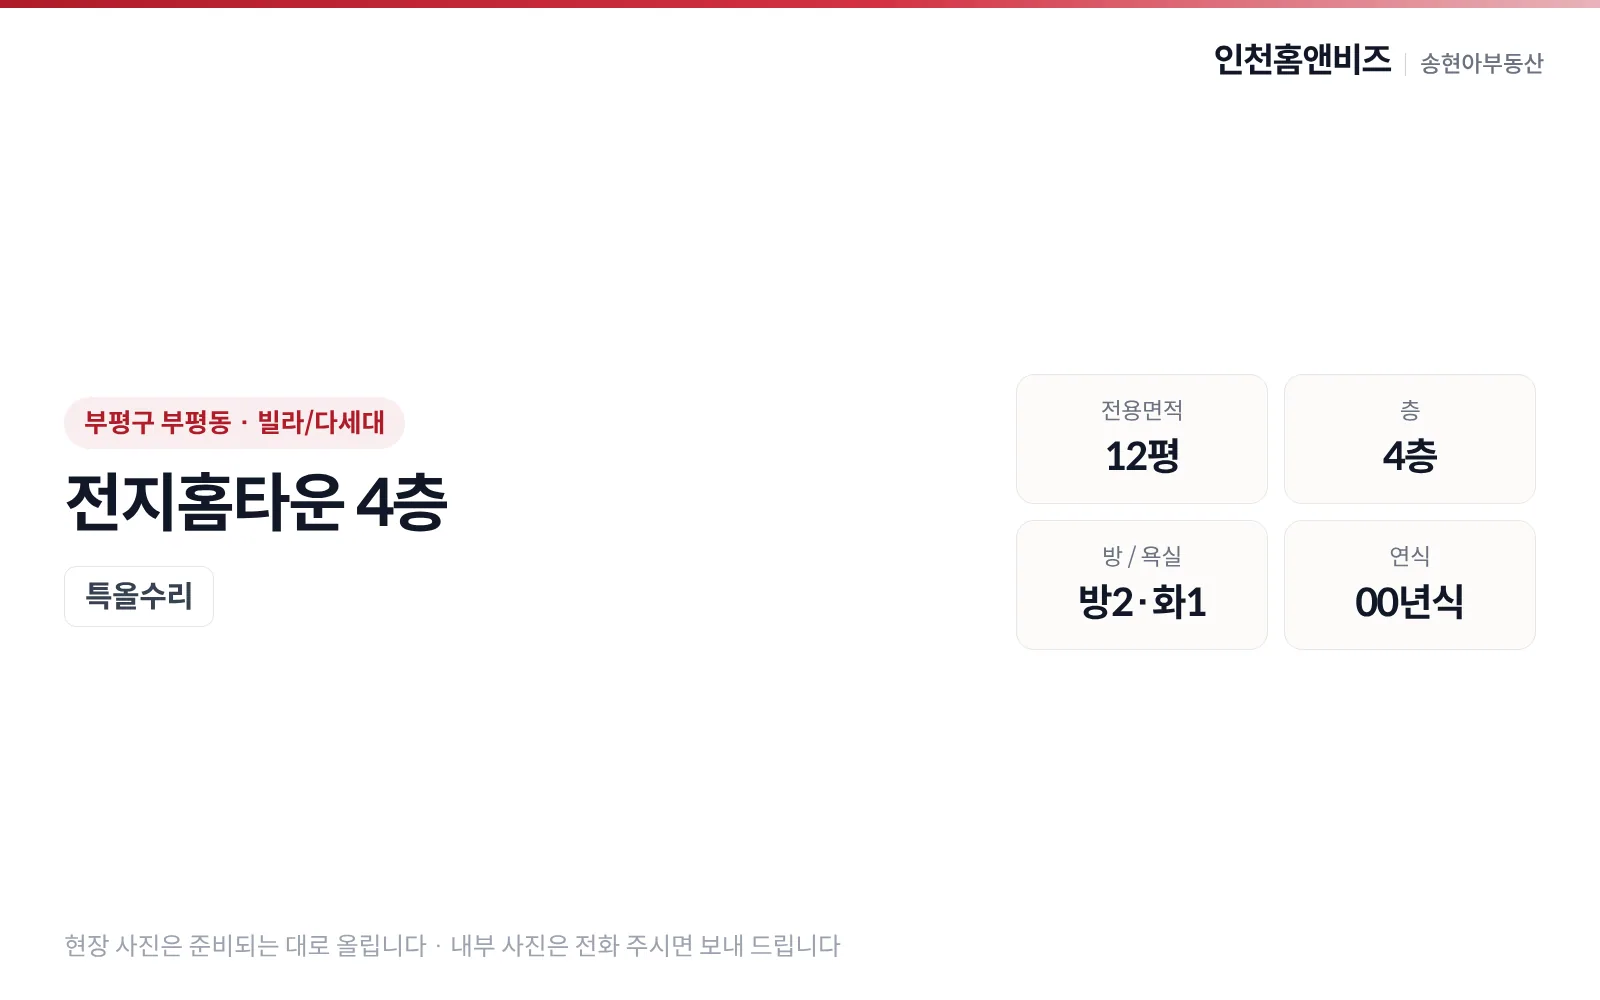 인천홈앤비즈 | 송현아부동산
부평구 부평동 · 빌라/다세대
전지홈타운 4층
특올수리
전용면적
12평
층
4층
방 / 욕실
방2·화1
연식
00년식
현장 사진은 준비되는 대로 올립니다 · 내부 사진은 전화 주시면 보내 드립니다